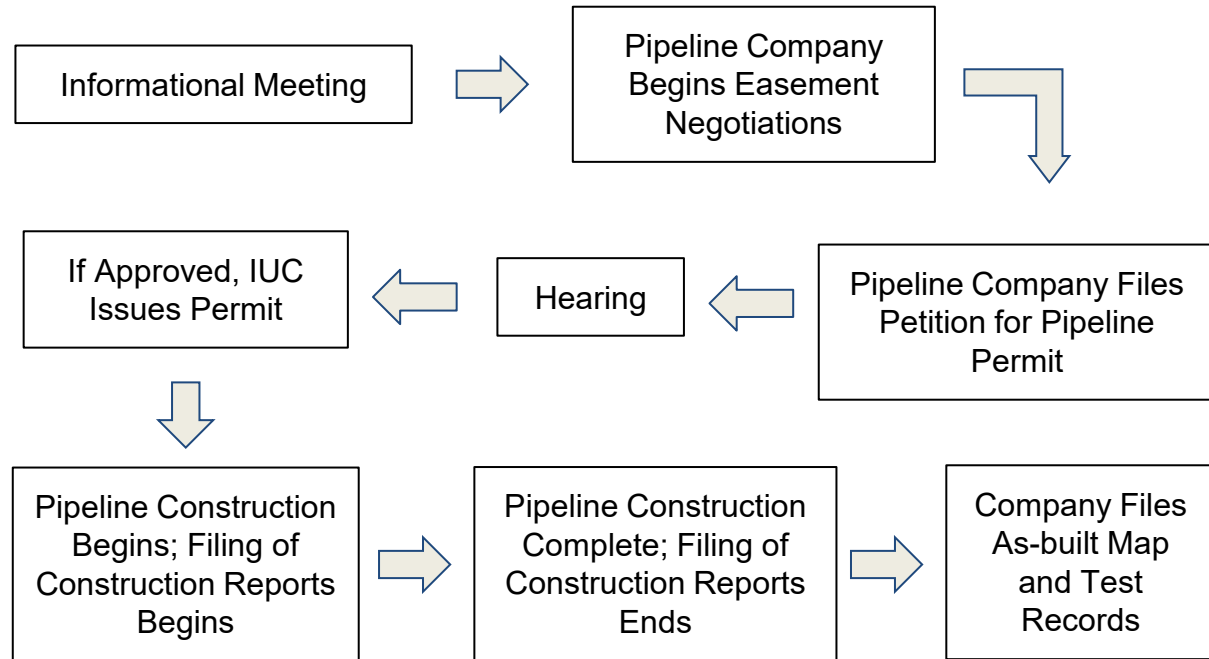 Informational Meeting
Pipeline Company
Begins Easement
Negotiations
Pipeline Company Files
Petition for Pipeline
Permit
Hearing
If Approved, IUC
Issues Permit
Pipeline Construction
Begins; Filing of
Construction Reports
Begins
Pipeline Construction
Complete; Filing of
Construction Reports
Ends
Company Files
As-built Map
and Test
Records